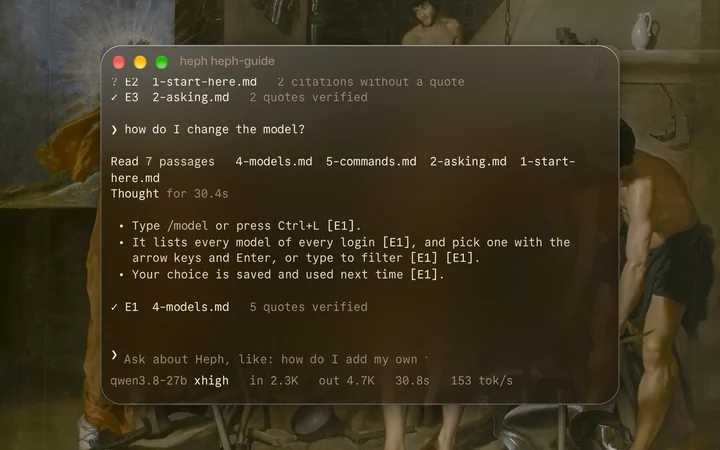 heph heph-guide
? E2 1-start-here.md 2 citations without a quote
✓ E3 2-asking.md 2 quotes verified
❯ how do I change the model?
Read 7 passages 4-models.md 5-commands.md 2-asking.md 1-start-
here.md
Thought for 30.4s
• Type /model or press Ctrl+L [E1].
• It lists every model of every login [E1], and pick one with the
arrow keys and Enter, or type to filter [E1] [E1].
• Your choice is saved and used next time [E1].
✓ E1 4-models.md 5 quotes verified
❯ Ask about Heph, like: how do I add my own
qwen3.8-27b xhigh in 2.3K out 4.7K 30.8s 153 tok/s